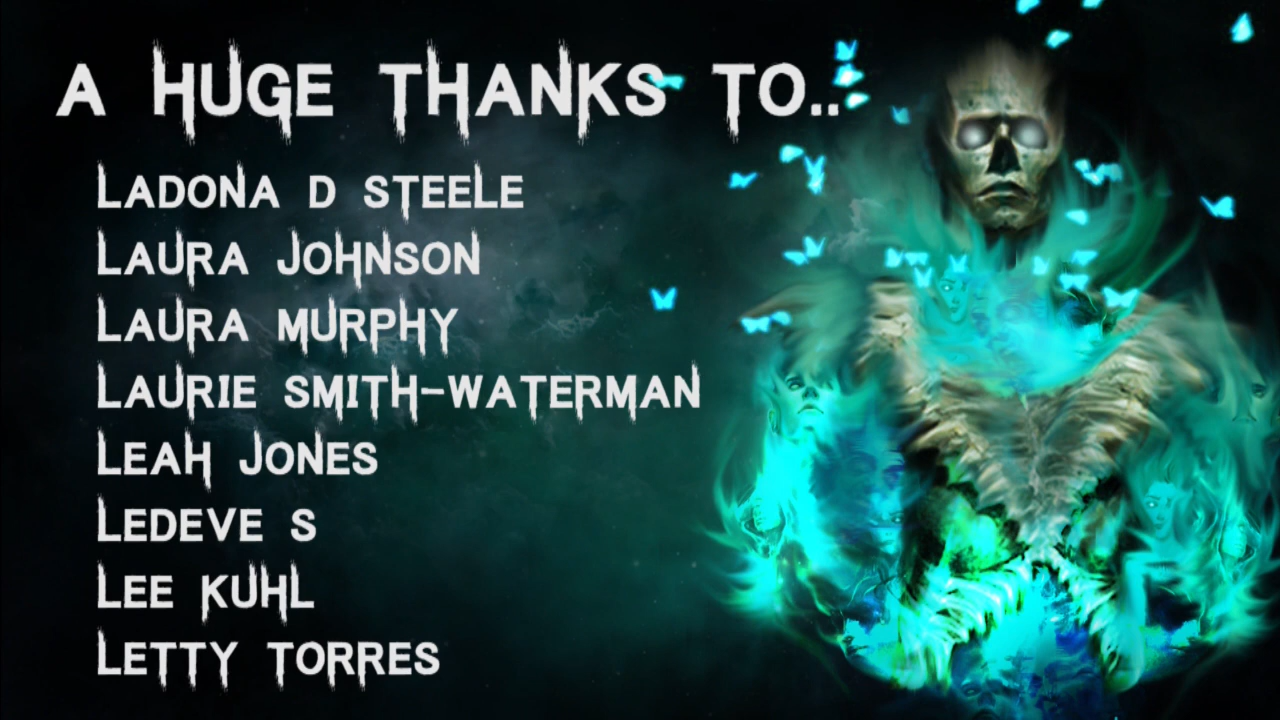 A HUGE THANKS TO..
LADONA D STEELE
LAURA JOHNSON
LAURA MURPHY
LAURIE SMITH-WATERMAN
LEAH JONES
LEDEVE S
LEE KUHL
LETTY TORRES